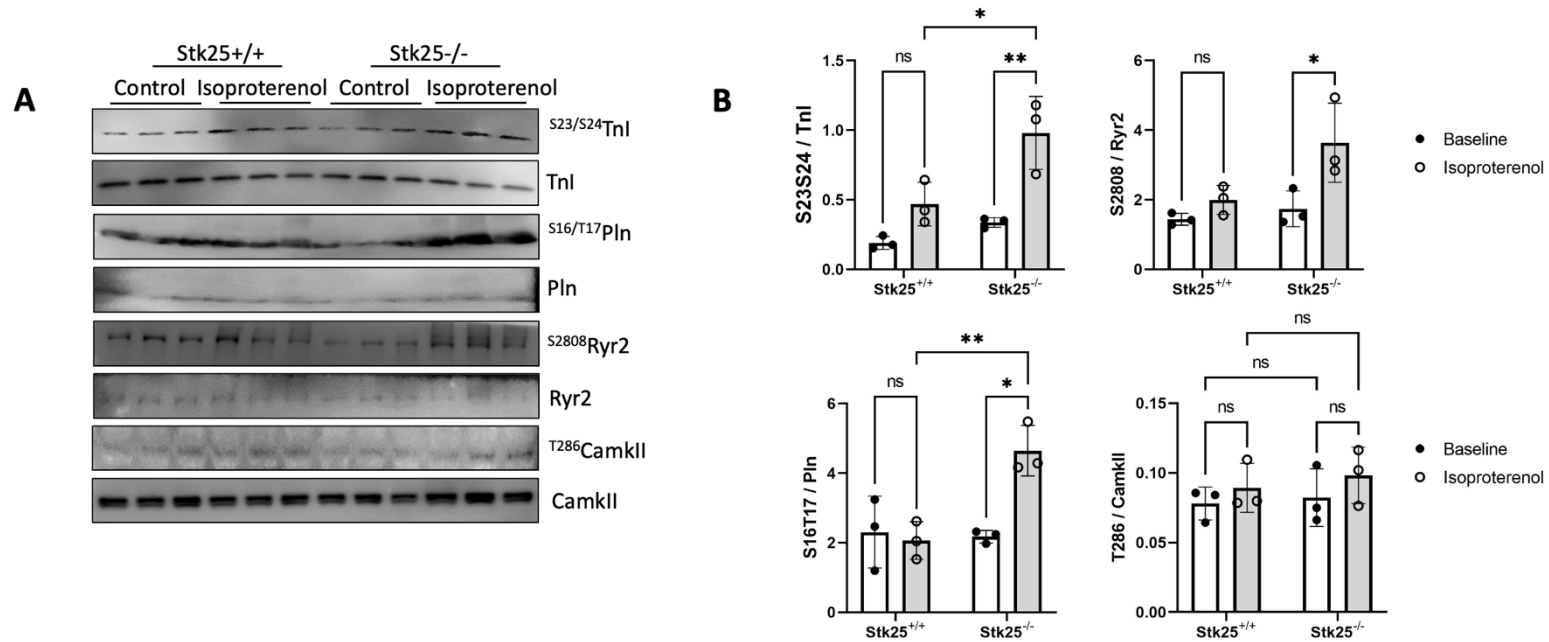 A
Stk25+/+ Stk25-/-
Control Isoproterenol Control Isoproterenol
S23/S24TnI
TnI
S16/T17Pln
Pln
S2808Ryr2
Ryr2
T286CamkII
CamkII
B
*
ns **
1.5
1.0
0.5
0.0
S23S24 / TnI
Stk25+/+ Stk25-/-
ns *
6
4
2
0
S2808 / Ryr2
Stk25+/+ Stk25-/-
Baseline
Isoproterenol
**
ns *
6
4
2
0
S16T17 / Pln
Stk25+/+ Stk25-/-
ns
ns
ns ns
0.15
0.10
0.05
0.00
T286 / CamkII
Stk25+/+ Stk25-/-
Baseline
Isoproterenol